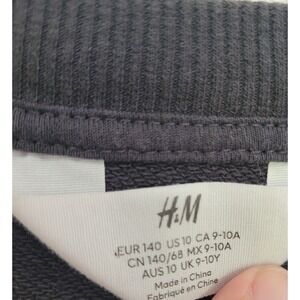 H&M
EUR 140 US 10 CA 9-10A
CN 140/68 MX 9-10A
AUS 10 UK 9-10Y
Made in China
Fabriqué en Chine